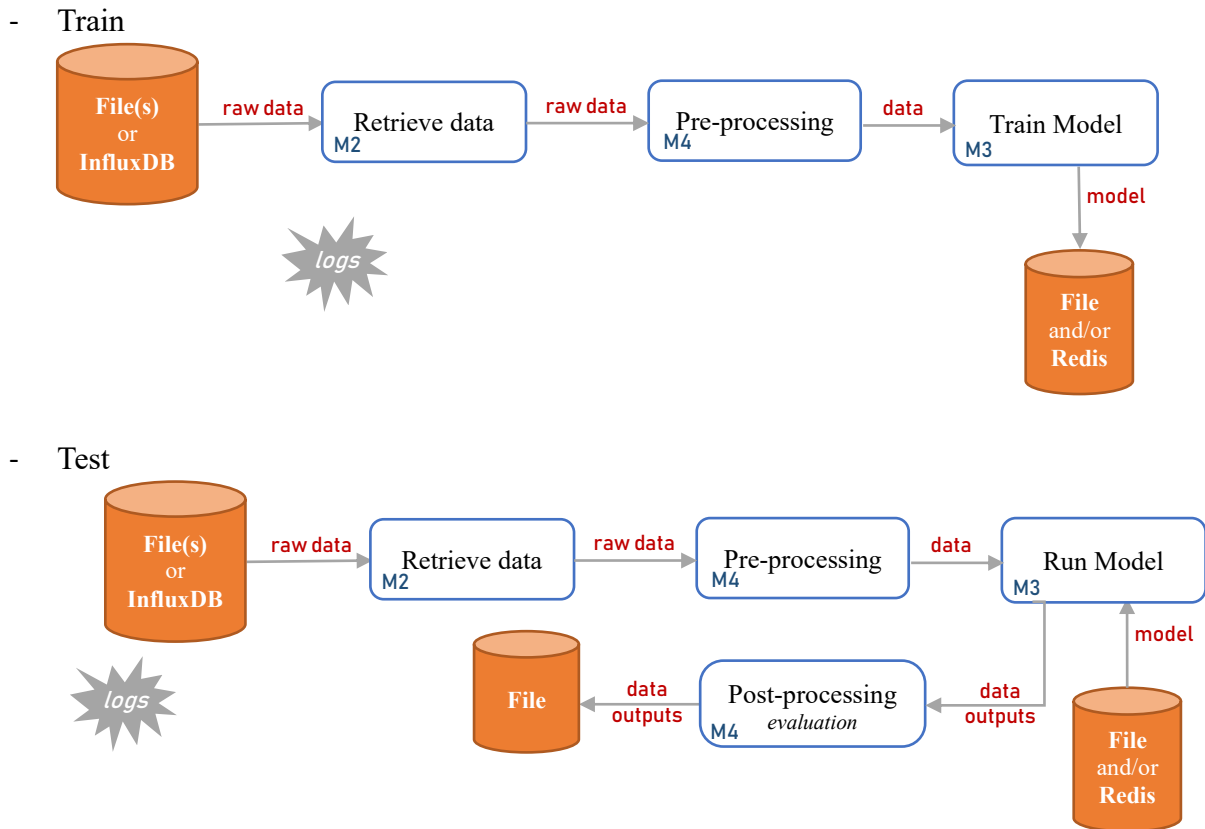 - Train
File(s)
or
InfluxDB
raw data
Retrieve data
M2
raw data
Pre-processing
M4
data
Train Model
M3
model
logs
File
and/or
Redis
- Test
File(s)
or
InfluxDB
raw data
Retrieve data
M2
raw data
Pre-processing
M4
data
Run Model
M3
model
File
and/or
Redis
data
outputs
Post-processing
evaluation
M4
data
outputs
File
logs